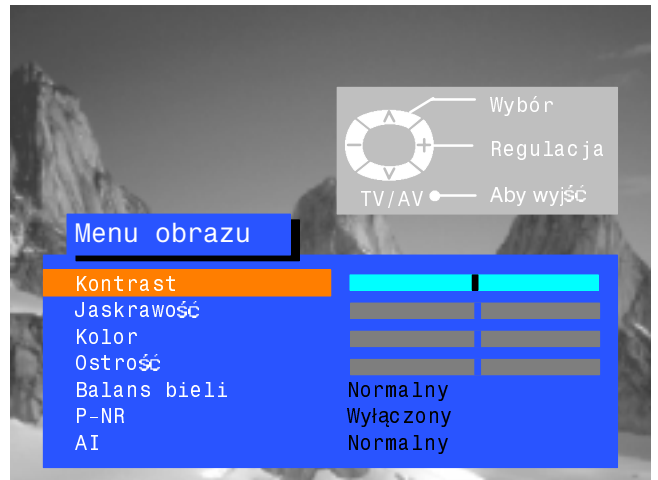 Wybór
Regulacja
TV/AV Aby wyjść
Menu obrazu
Kontrast
Jaskrawość
Kolor
Ostrość
Balans bieli Normalny
P-NR Wyłączony
AI Normalny